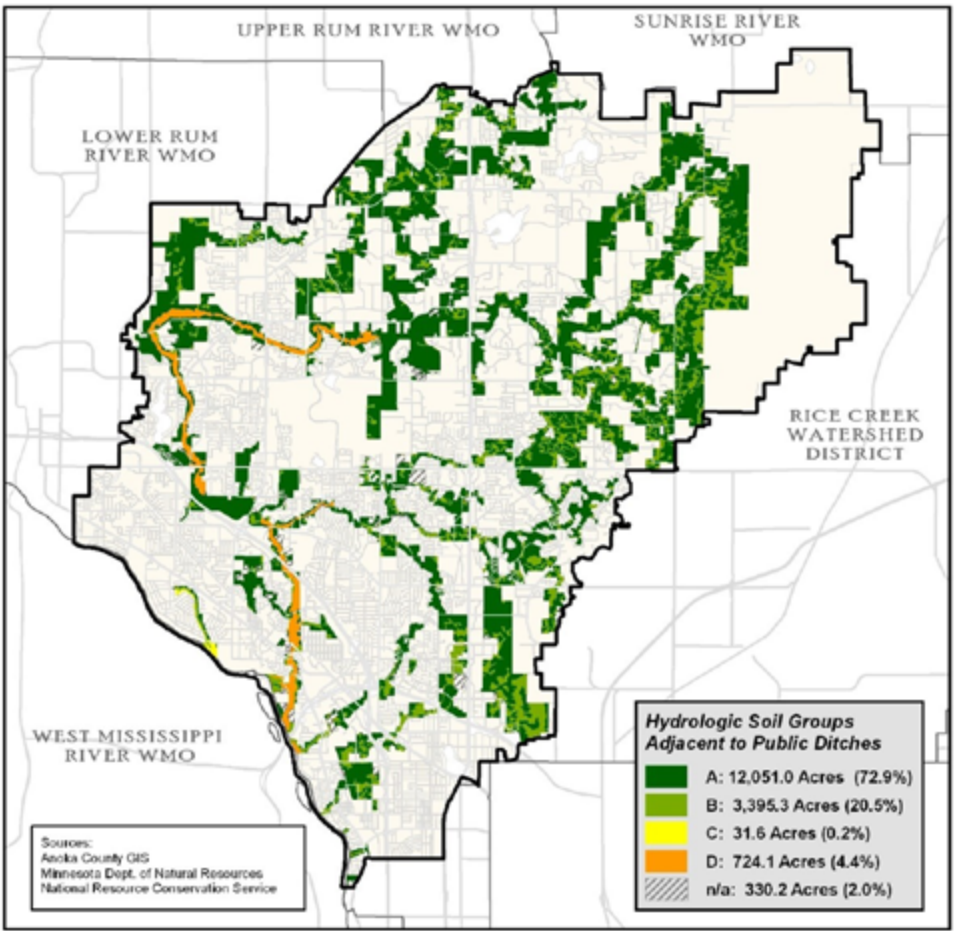 UPPER RUM RIVER WMO
SUNRISE RIVER
WMO
LOWER RUM
RIVER WMO
RICE CREEK
WATERSHED
DISTRICT
WEST MISSISSIPPI
RIVER WMO
Hydrologic Soil Groups
Adjacent to Public Ditches
A: 12,051.0 Acres (72.9%)
B: 3,395.3 Acres (20.5%)
C: 31.6 Acres (0.2%)
D: 724.1 Acres (4.4%)
n/a: 330.2 Acres (2.0%)
Sources:
Anoka County GIS
Minnesota Dept. of Natural Resources
National Resource Conservation Service